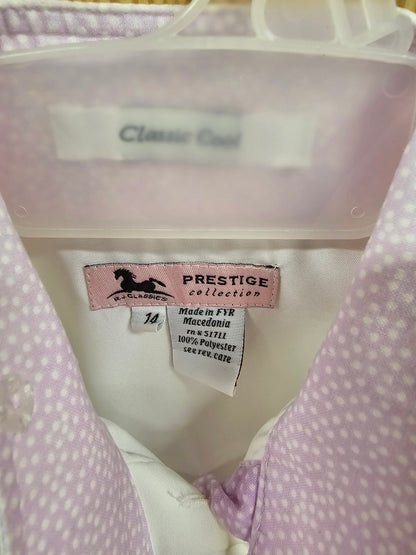 Classic Cool
PRESTIGE
collection
R.J. CLASSICS
14
Made in FYR
Macedonia
rn # 51711
100% Polyester
see rev. care